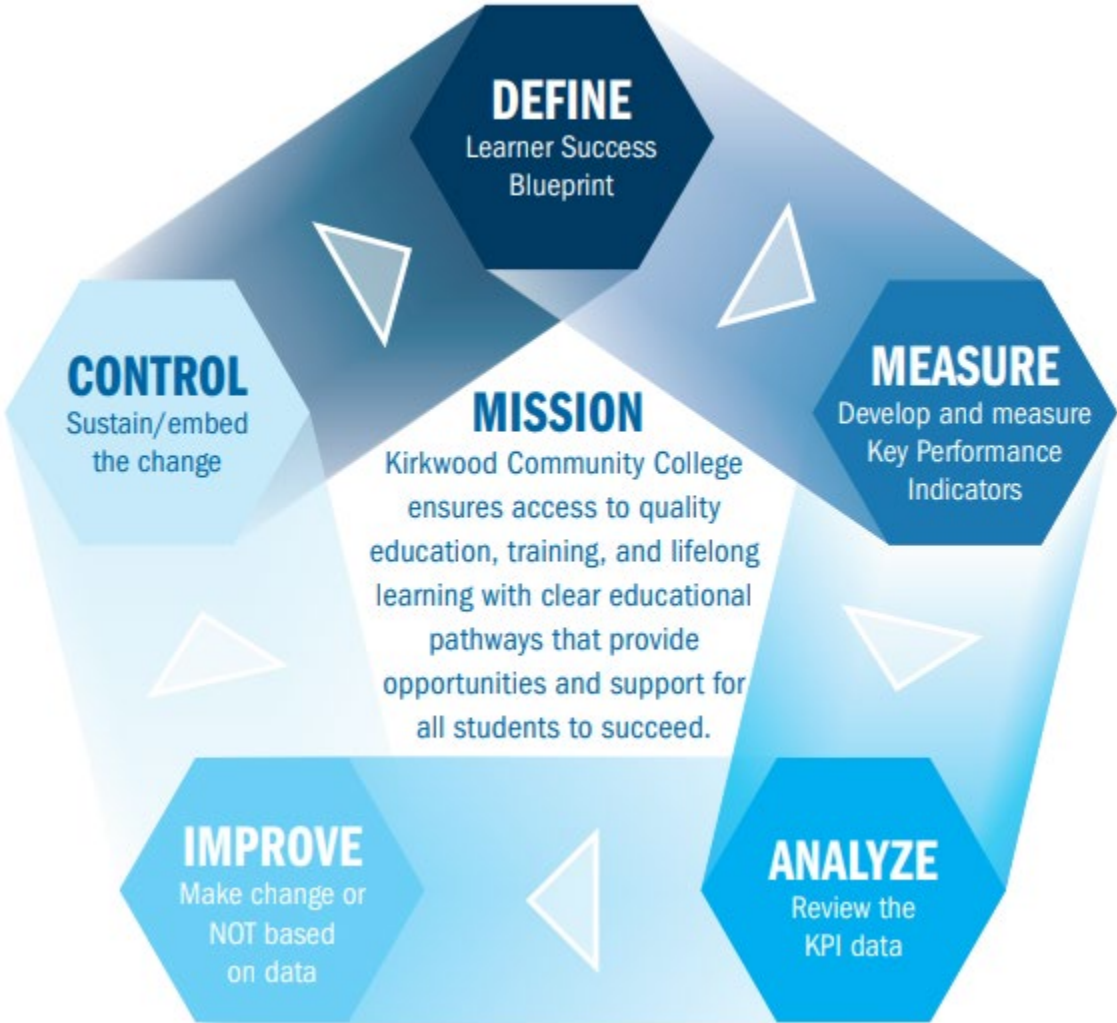 DEFINE
Learner Success
Blueprint
MEASURE
Develop and measure
Key Performance
Indicators
ANALYZE
Review the
KPI data
IMPROVE
Make change or
NOT based
on data
CONTROL
Sustain/embed
the change
MISSION
Kirkwood Community College
ensures access to quality
education, training, and lifelong
learning with clear educational
pathways that provide
opportunities and support for
all students to succeed.